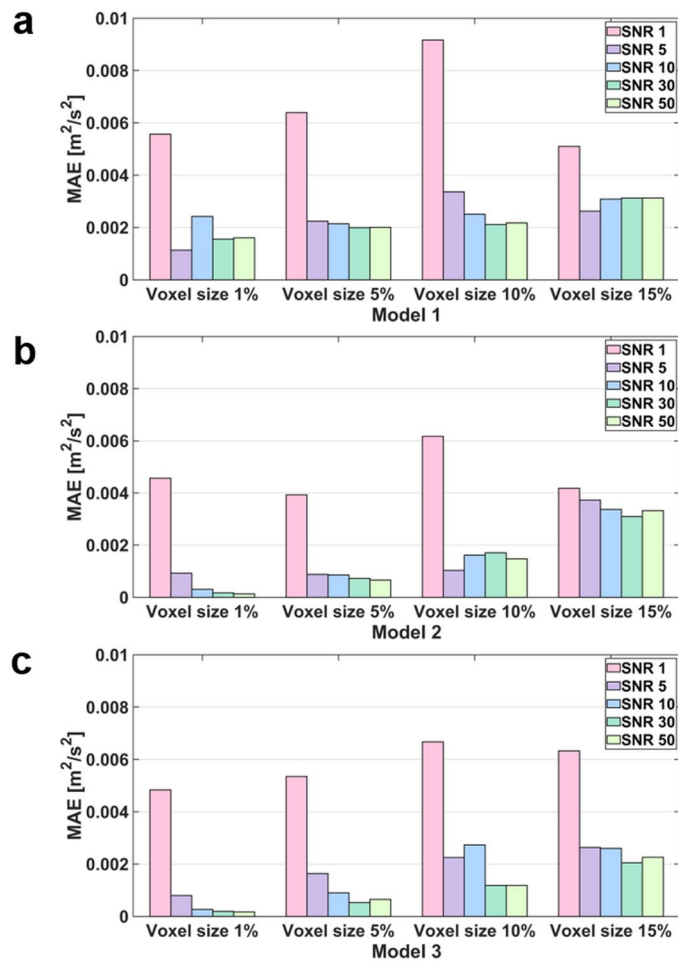 a
0.01
0.008
0.006
0.004
0.002
0
MAE [m²/s²]
SNR 1
SNR 5
SNR 10
SNR 30
SNR 50
Voxel size 1% Voxel size 5% Voxel size 10% Voxel size 15%
Model 1
b
0.01
0.008
0.006
0.004
0.002
0
MAE [m²/s²]
SNR 1
SNR 5
SNR 10
SNR 30
SNR 50
Voxel size 1% Voxel size 5% Voxel size 10% Voxel size 15%
Model 2
c
0.01
0.008
0.006
0.004
0.002
0
MAE [m²/s²]
SNR 1
SNR 5
SNR 10
SNR 30
SNR 50
Voxel size 1% Voxel size 5% Voxel size 10% Voxel size 15%
Model 3